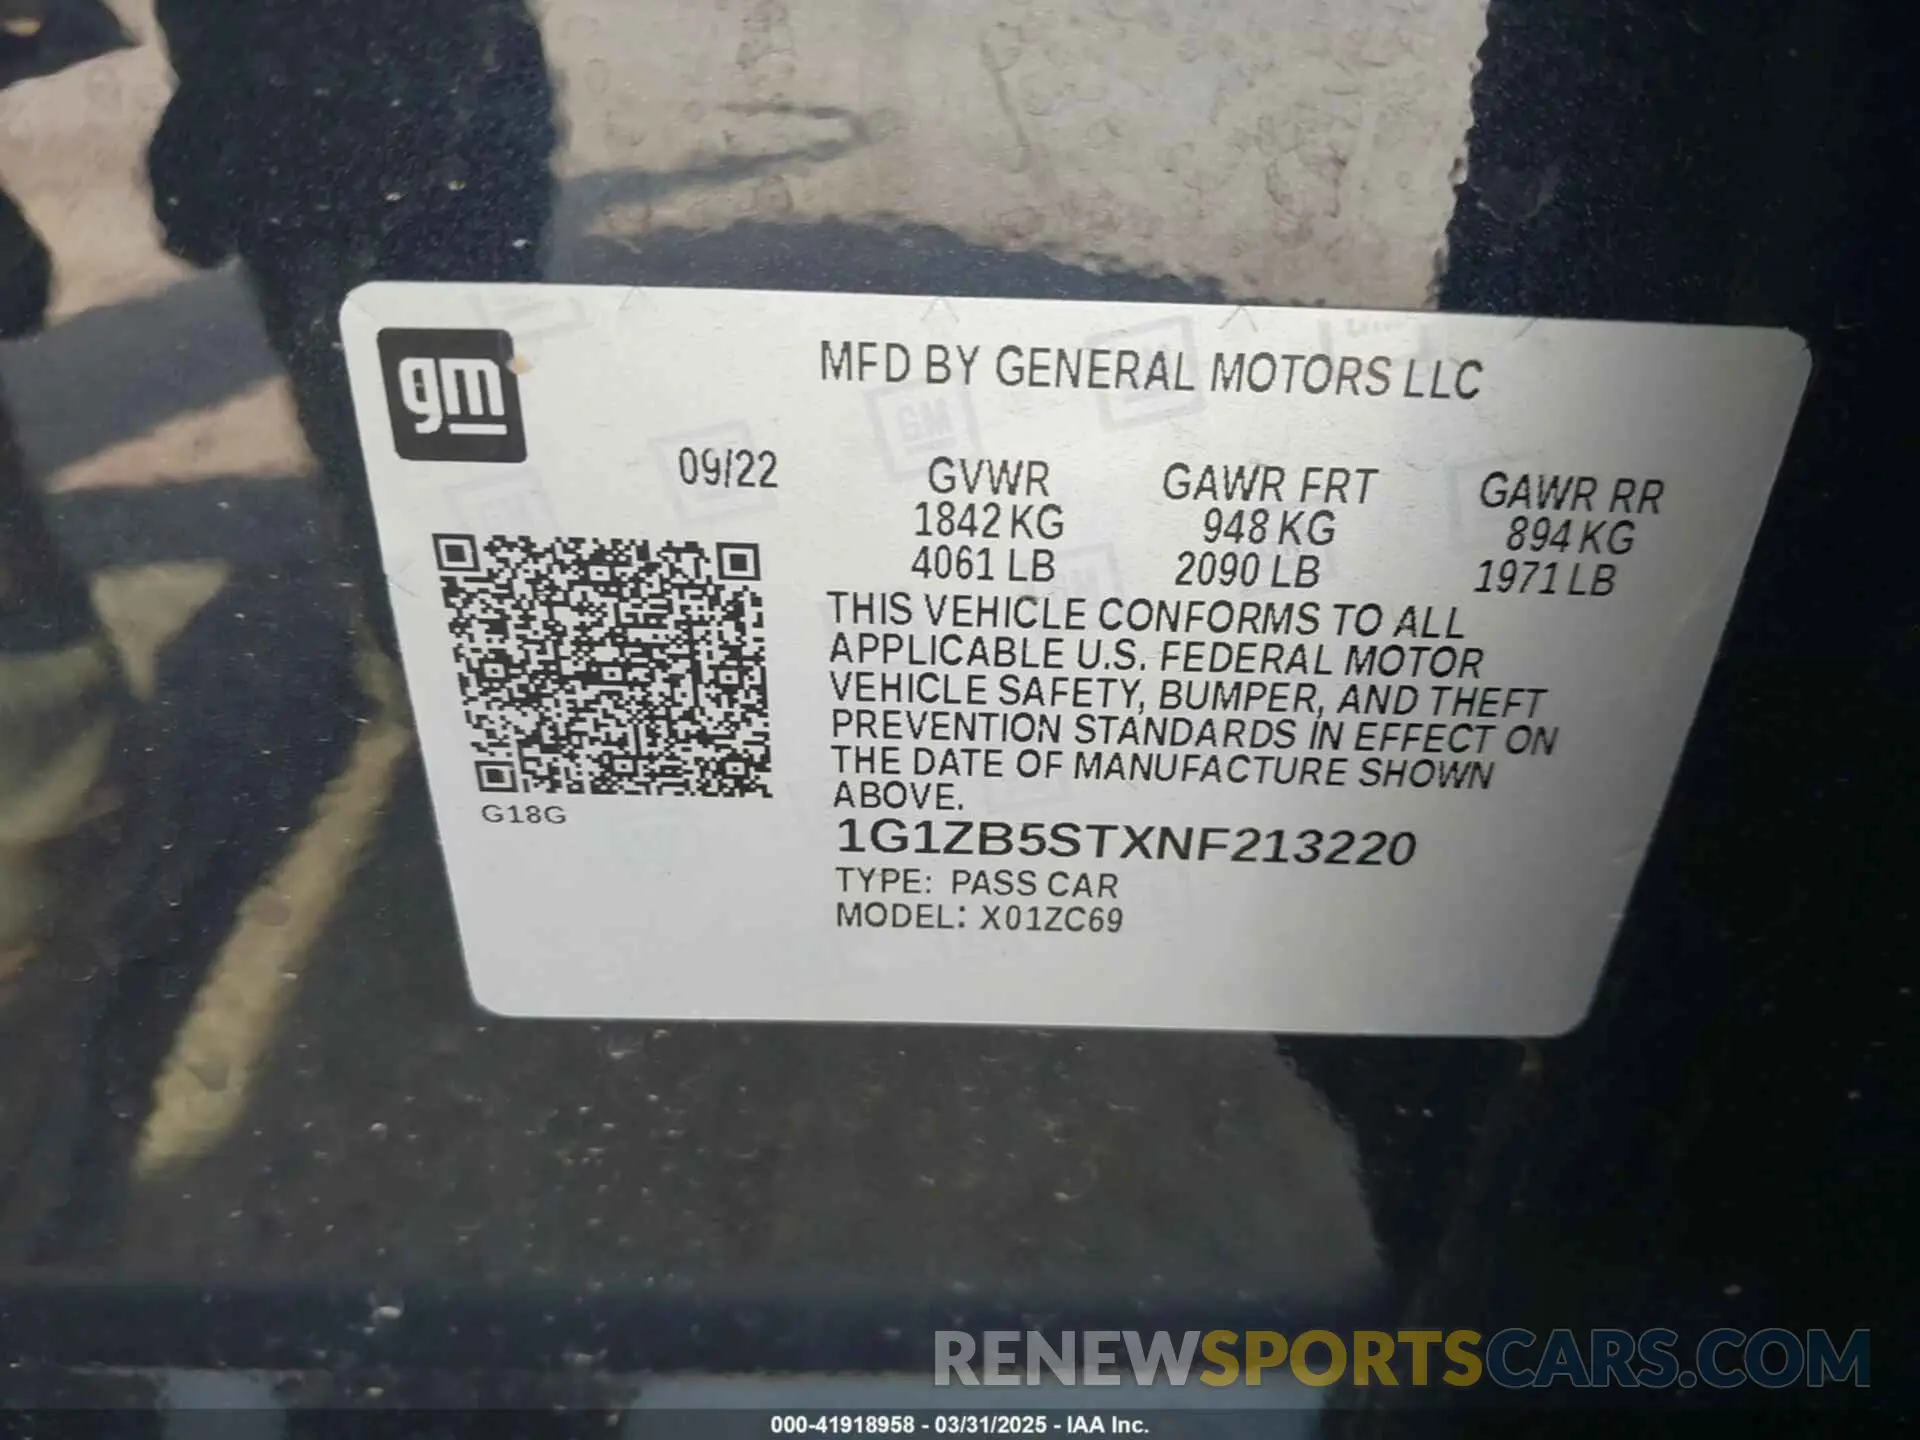 gm
MFD BY GENERAL MOTORS LLC
09/22
GVWR GAWR FRT GAWR RR
1842 KG 948 KG 894 KG
4061 LB 2090 LB 1971 LB
THIS VEHICLE CONFORMS TO ALL
APPLICABLE U.S. FEDERAL MOTOR
VEHICLE SAFETY, BUMPER, AND THEFT
PREVENTION STANDARDS IN EFFECT ON
THE DATE OF MANUFACTURE SHOWN
ABOVE.
G18G
1G1ZB5STXNF213220
TYPE: PASS CAR
MODEL: X01ZC69
RENEWSPORTSCARS.COM
000-41918958 - 03/31/2025 - IAA Inc.